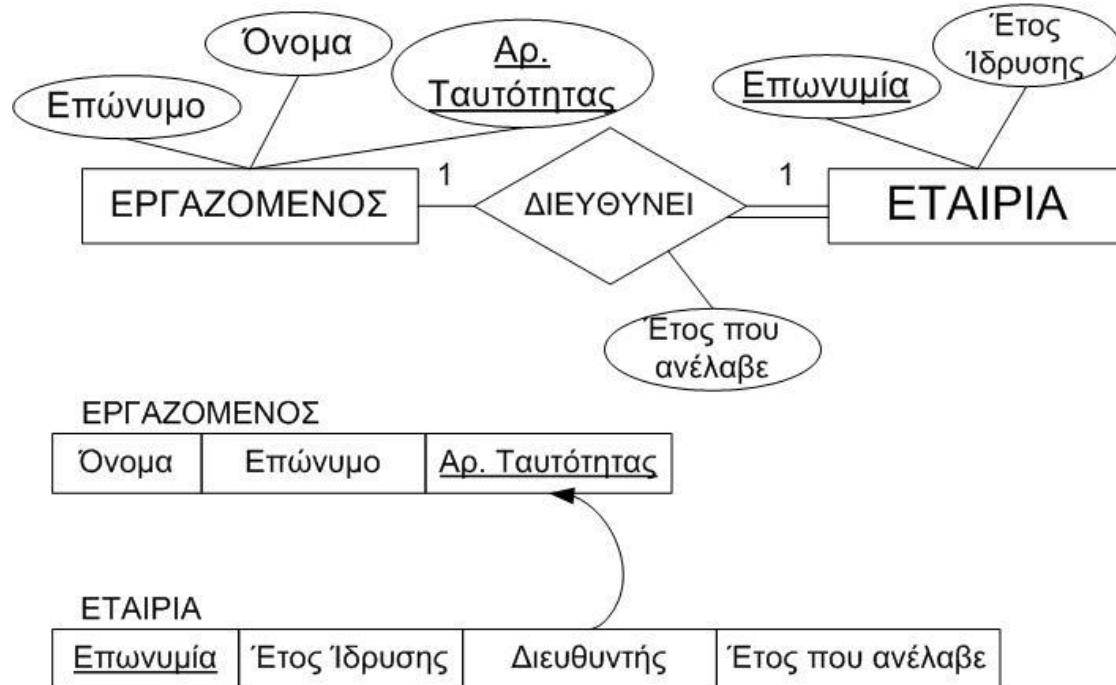 Επώνυμο
Όνομα
Αρ.
Ταυτότητας
Επωνυμία
Έτος
Ίδρυσης
ΕΡΓΑΖΟΜΕΝΟΣ
1
ΔΙΕΥΘΥΝΕΙ
1
ΕΤΑΙΡΙΑ
Έτος που
ανέλαβε
ΕΡΓΑΖΟΜΕΝΟΣ
Όνομα Επώνυμο Αρ. Ταυτότητας
ΕΤΑΙΡΙΑ
Επωνυμία Έτος Ίδρυσης Διευθυντής Έτος που ανέλαβε